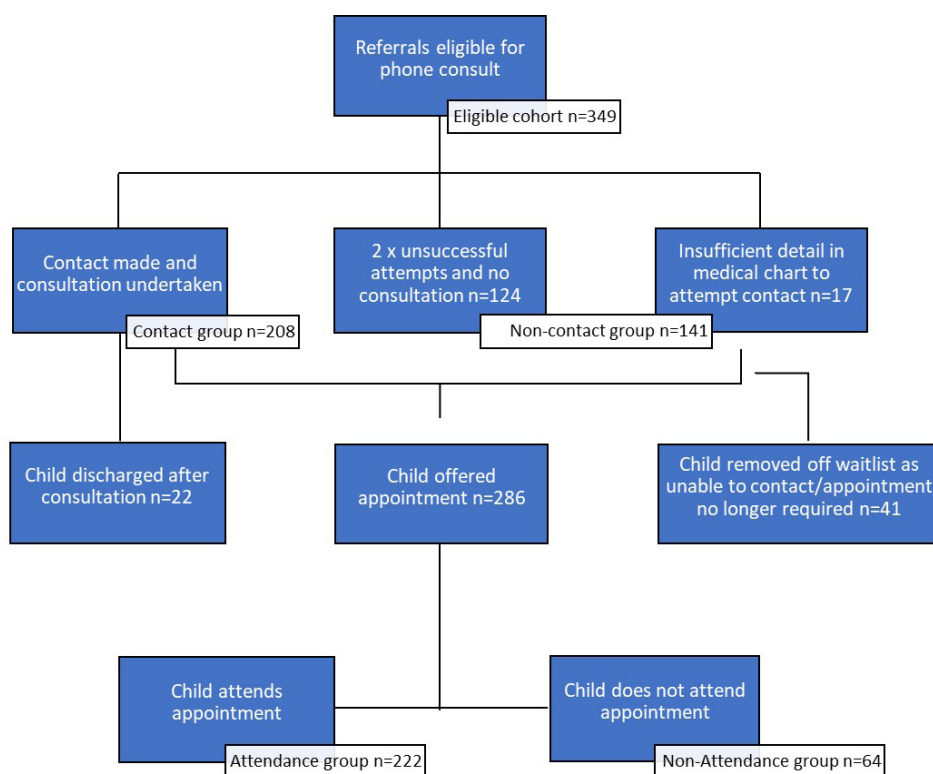 Referrals eligible for
phone consult
Eligible cohort n=349
Contact made and
consultation undertaken
Contact group n=208
2 x unsuccessful
attempts and no
consultation n=124
Insufficient detail in
medical chart to
attempt contact n=17
Non-contact group n=141
Child discharged after
consultation n=22
Child offered
appointment n=286
Child removed off waitlist as
unable to contact/appointment
no longer required n=41
Child attends
appointment
Attendance group n=222
Child does not attend
appointment
Non-Attendance group n=64